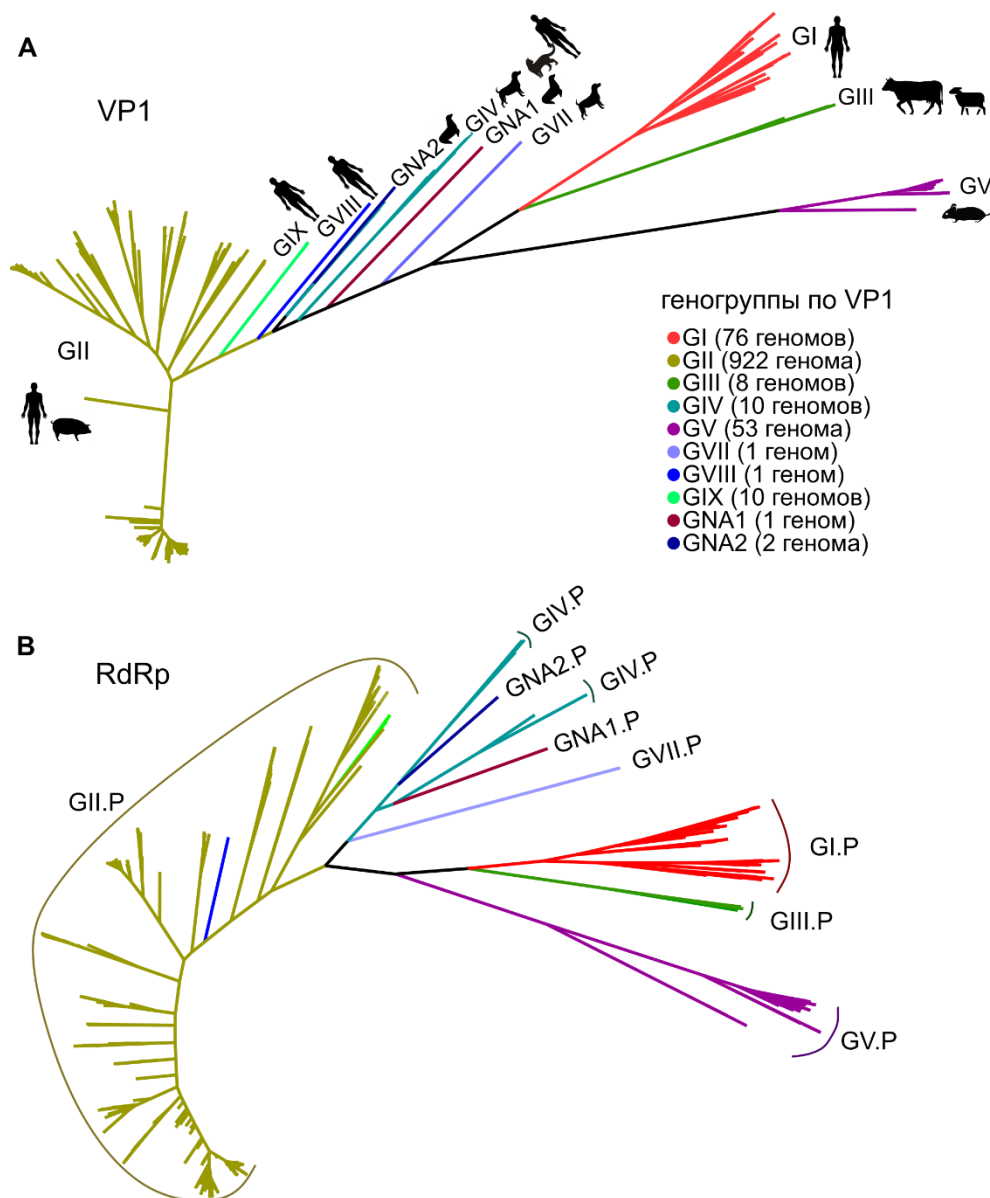 A
VP1
GI
GIII
GV
GIV
GNA1
GVII
GNA2
GVIII
GIX
GII
геногруппы по VP1
GI (76 геномов)
GII (922 генома)
GIII (8 геномов)
GIV (10 геномов)
GV (53 генома)
GVII (1 геном)
GVIII (1 геном)
GIX (10 геномов)
GNA1 (1 геном)
GNA2 (2 генома)
B
RdRp
GIV.P
GNA2.P
GIV.P
GNA1.P
GVII.P
GII.P
GI.P
GIII.P
GV.P